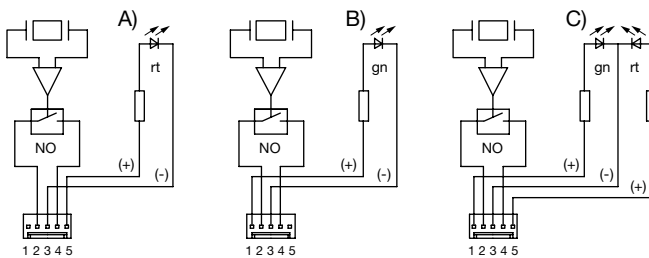 A)
rt
NO
(+)
(-)
1 2 3 4 5
B)
gn
NO
(+)
(-)
1 2 3 4 5
C)
gn
rt
NO
(+)
(-)
(+)
1 2 3 4 5